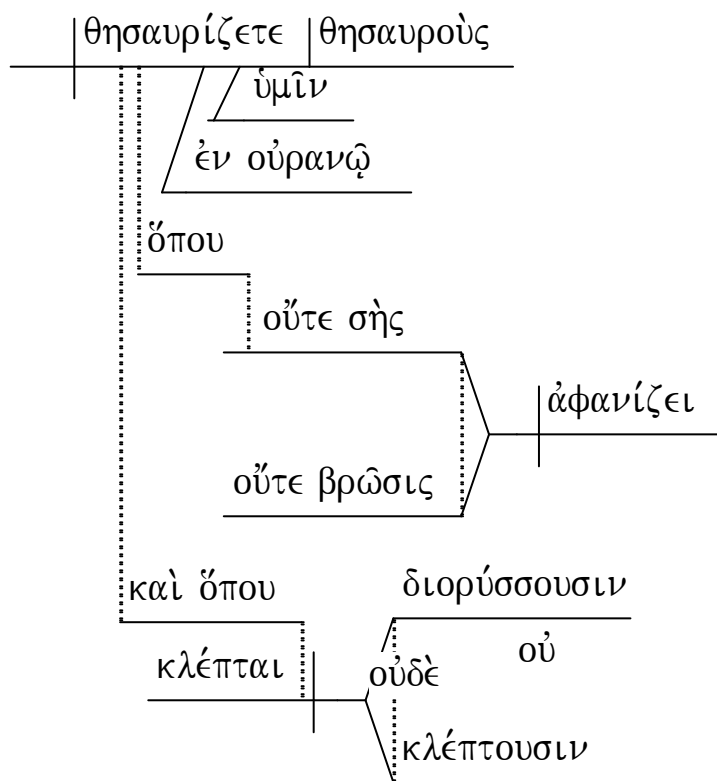 θησαυρίζετε θησαυροὺς
ὑμῖν
ἐν οὐρανῷ
ὅπου
οὔτε σὴς
ἀφανίζει
οὔτε βρῶσις
καὶ ὅπου
διορύσσουσιν
οὐ
κλέπται
οὐδὲ
κλέπτουσιν